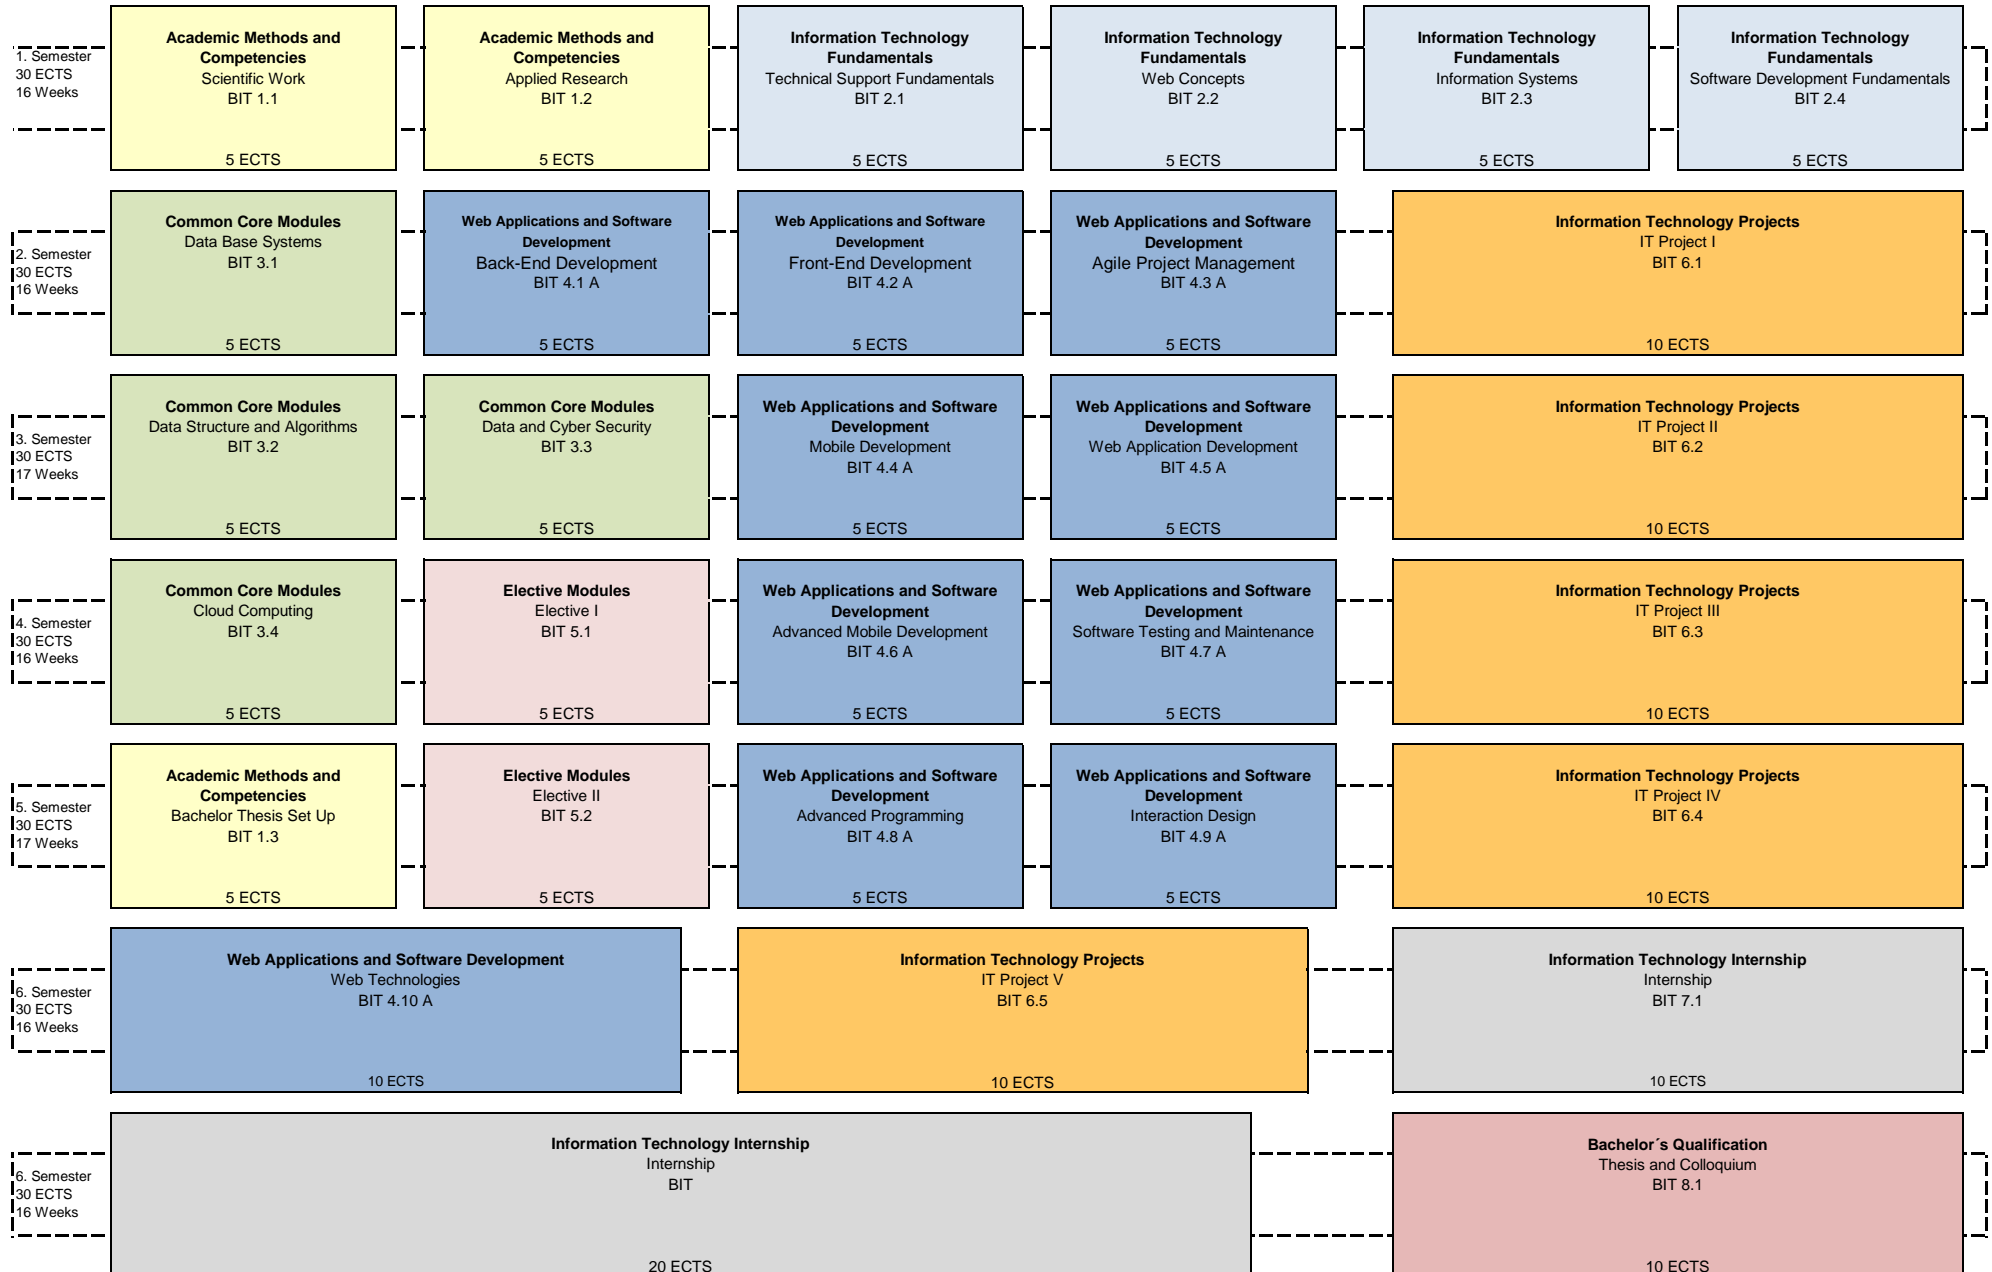 1. Semester
30 ECTS
16 Weeks
Academic Methods and
Competencies
Scientific Work
BIT 1.1
5 ECTS
Academic Methods and
Competencies
Applied Research
BIT 1.2
5 ECTS
Information Technology
Fundamentals
Technical Support Fundamentals
BIT 2.1
5 ECTS
Information Technology
Fundamentals
Web Concepts
BIT 2.2
5 ECTS
Information Technology
Fundamentals
Information Systems
BIT 2.3
5 ECTS
Information Technology
Fundamentals
Software Development Fundamentals
BIT 2.4
5 ECTS
2. Semester
30 ECTS
16 Weeks
Common Core Modules
Data Base Systems
BIT 3.1
5 ECTS
Web Applications and Software
Development
Back-End Development
BIT 4.1 A
5 ECTS
Web Applications and Software
Development
Front-End Development
BIT 4.2 A
5 ECTS
Web Applications and Software
Development
Agile Project Management
BIT 4.3 A
5 ECTS
Information Technology Projects
IT Project I
BIT 6.1
10 ECTS
3. Semester
30 ECTS
17 Weeks
Common Core Modules
Data Structure and Algorithms
BIT 3.2
5 ECTS
Common Core Modules
Data and Cyber Security
BIT 3.3
5 ECTS
Web Applications and Software
Development
Mobile Development
BIT 4.4 A
5 ECTS
Web Applications and Software
Development
Web Application Development
BIT 4.5 A
5 ECTS
Information Technology Projects
IT Project II
BIT 6.2
10 ECTS
4. Semester
30 ECTS
16 Weeks
Common Core Modules
Cloud Computing
BIT 3.4
5 ECTS
Elective Modules
Elective I
BIT 5.1
5 ECTS
Web Applications and Software
Development
Advanced Mobile Development
BIT 4.6 A
5 ECTS
Web Applications and Software
Development
Software Testing and Maintenance
BIT 4.7 A
5 ECTS
Information Technology Projects
IT Project III
BIT 6.3
10 ECTS
5. Semester
30 ECTS
17 Weeks
Academic Methods and
Competencies
Bachelor Thesis Set Up
BIT 1.3
5 ECTS
Elective Modules
Elective II
BIT 5.2
5 ECTS
Web Applications and Software
Development
Advanced Programming
BIT 4.8 A
5 ECTS
Web Applications and Software
Development
Interaction Design
BIT 4.9 A
5 ECTS
Information Technology Projects
IT Project IV
BIT 6.4
10 ECTS
6. Semester
30 ECTS
16 Weeks
Web Applications and Software Development
Web Technologies
BIT 4.10 A
10 ECTS
Information Technology Projects
IT Project V
BIT 6.5
10 ECTS
Information Technology Internship
Internship
BIT 7.1
10 ECTS
6. Semester
30 ECTS
16 Weeks
Information Technology Internship
Internship
BIT
20 ECTS
Bachelor´s Qualification
Thesis and Colloquium
BIT 8.1
10 ECTS